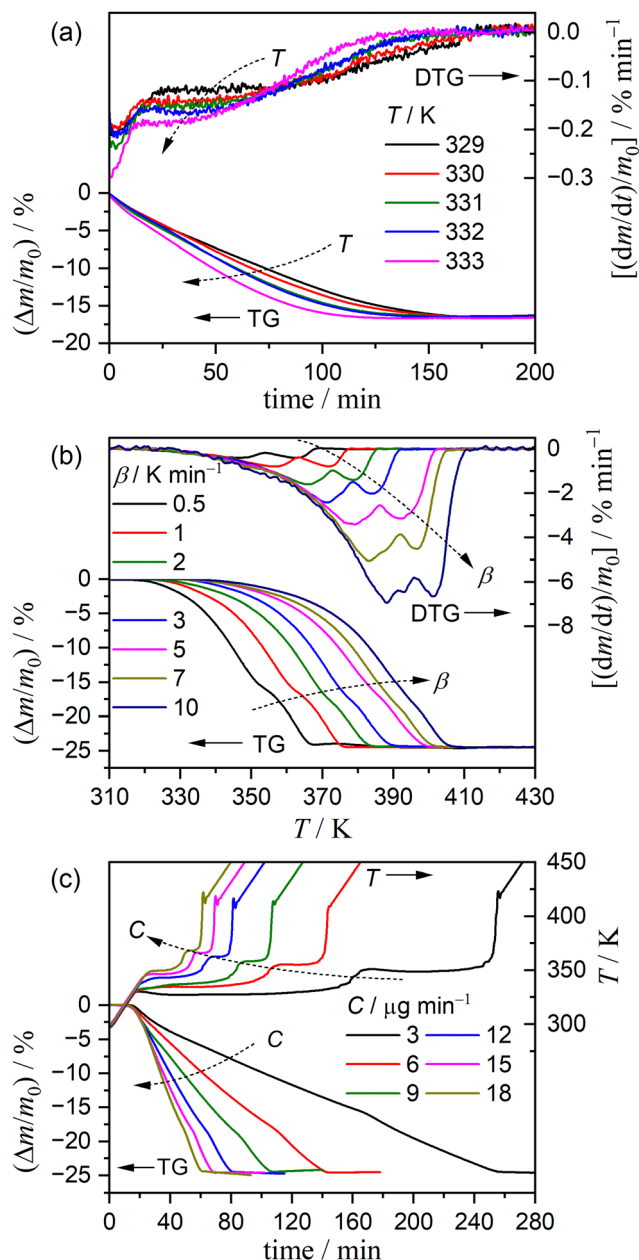 (a)
T
DTG
0.0
−0.1
−0.2
−0.3
[(dm/dt)/m₀] / % min⁻¹
T / K
329
330
331
332
333
0
−5
−10
−15
−20
(Δm/m₀) / %
T
TG
0 50 100 150 200
time / min
(b)
β / K min⁻¹
0.5
1
2
3
5
7
10
0
−2
−4
−6
−8
[(dm/dt)/m₀] / % min⁻¹
β
DTG
0
−5
−10
−15
−20
−25
(Δm/m₀) / %
β
TG
310 330 350 370 390 410 430
T / K
(c)
T
450
400
350
300
T / K
C
C / μg min⁻¹
3 12
6 15
9 18
0
−5
−10
−15
−20
−25
(Δm/m₀) / %
C
TG
0 40 80 120 160 200 240 280
time / min